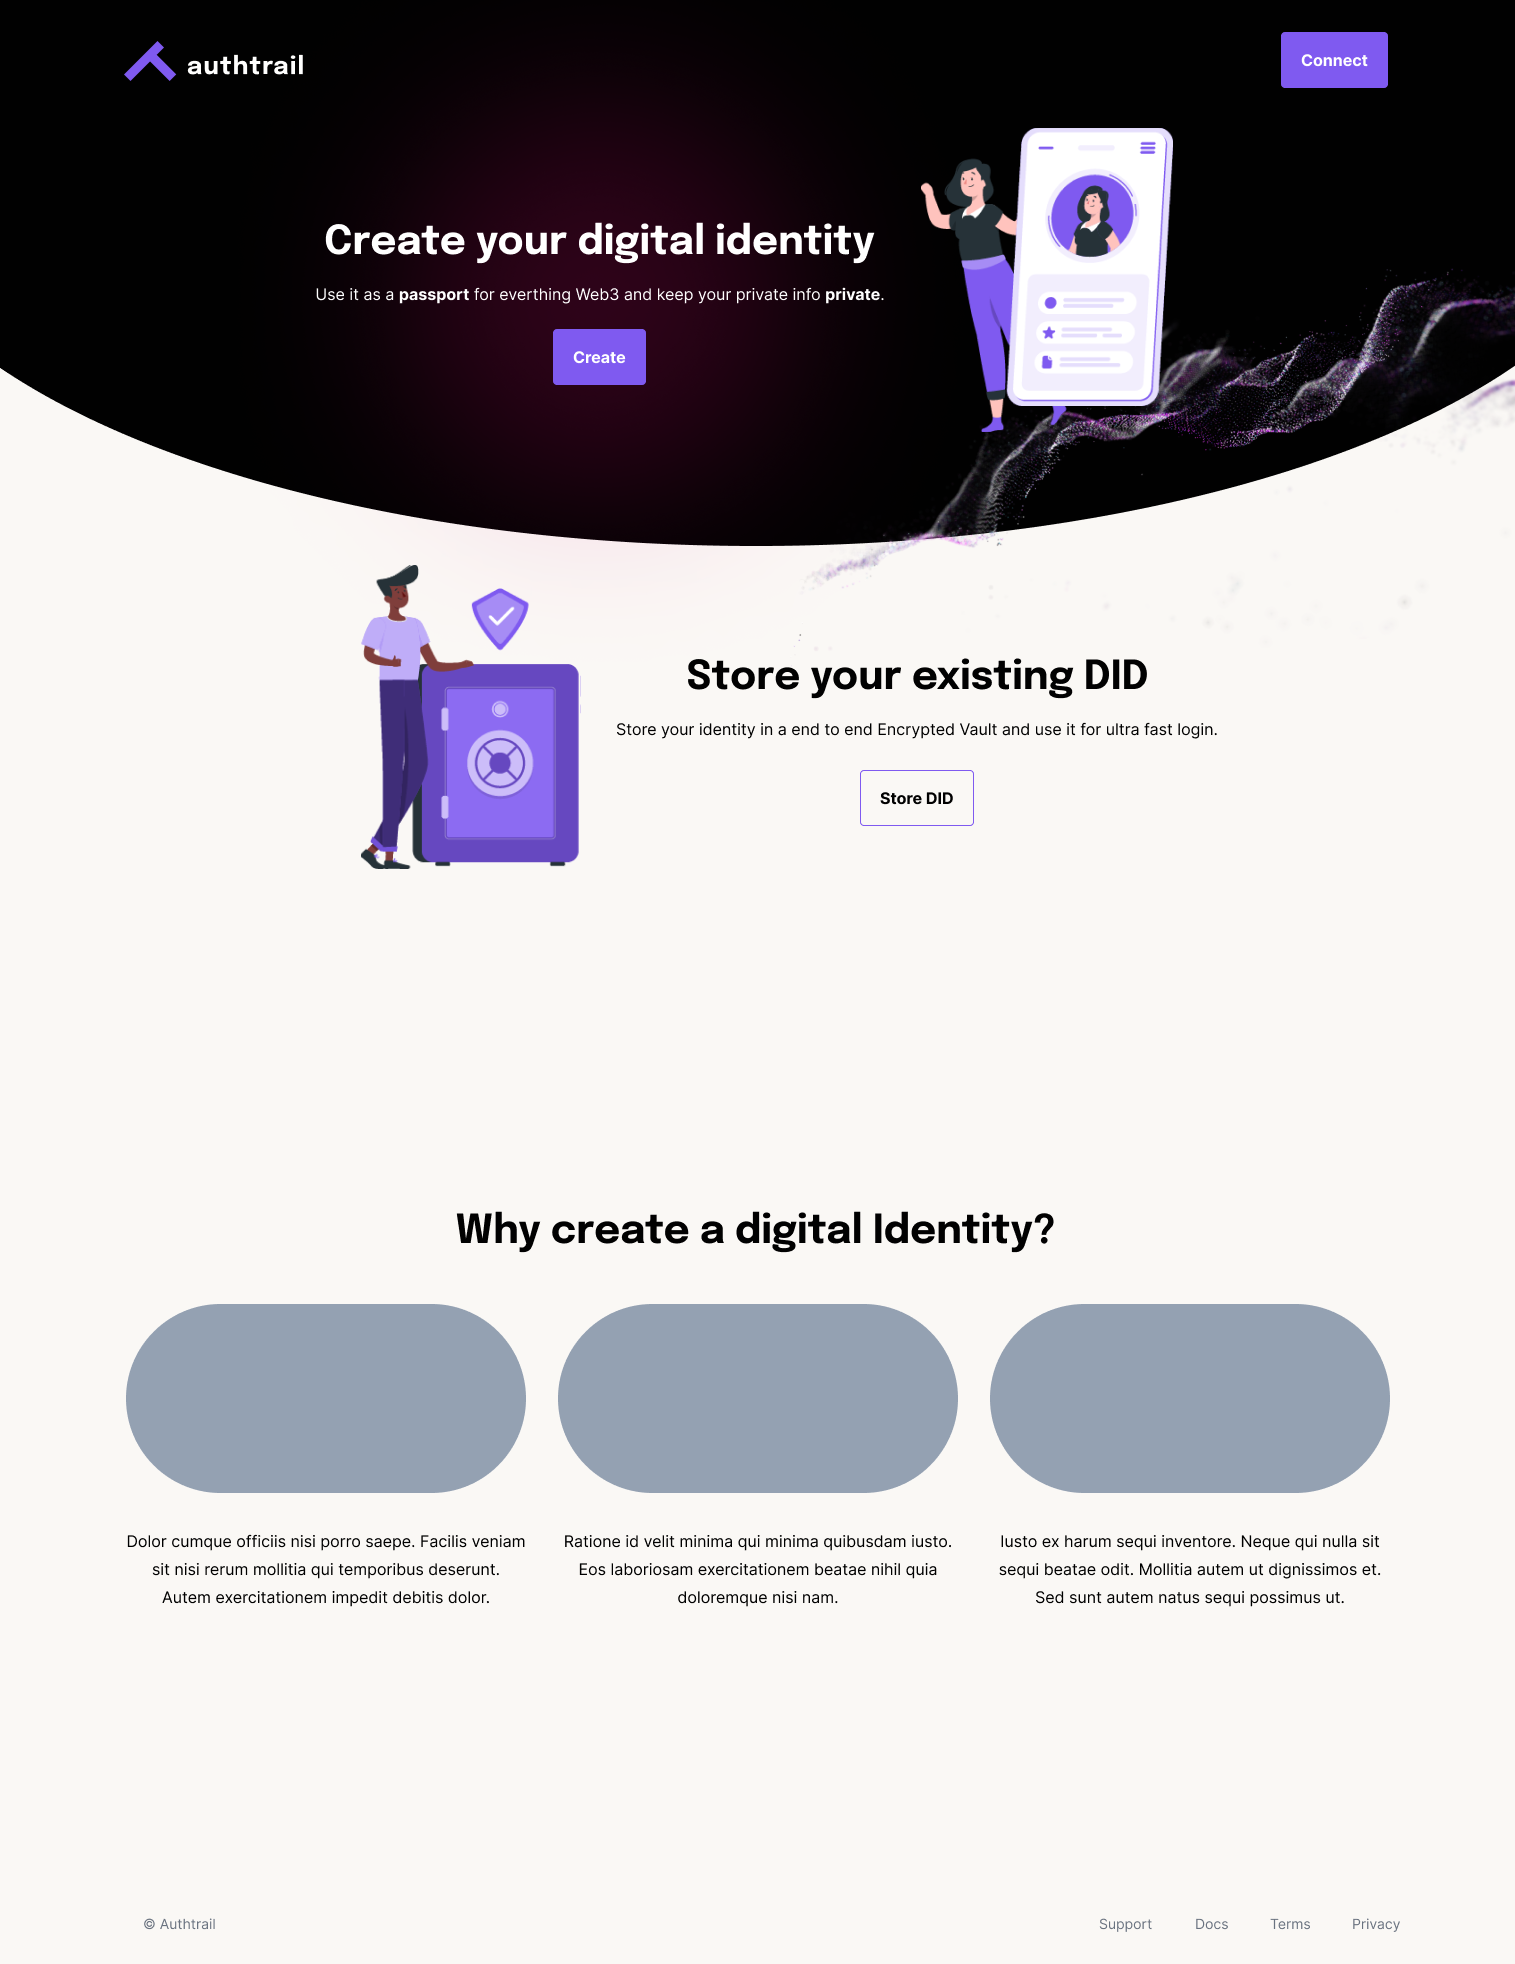 authtrail
Connect
Create your digital identity
Use it as a passport for everthing Web3 and keep your private info private.
Create
Store your existing DID
Store your identity in a end to end Encrypted Vault and use it for ultra fast login.
Store DID
Why create a digital Identity?
Dolor cumque officiis nisi porro saepe. Facilis veniam
sit nisi rerum mollitia qui temporibus deserunt.
Autem exercitationem impedit debitis dolor.
Ratione id velit minima qui minima quibusdam iusto.
Eos laboriosam exercitationem beatae nihil quia
doloremque nisi nam.
Iusto ex harum sequi inventore. Neque qui nulla sit
sequi beatae odit. Mollitia autem ut dignissimos et.
Sed sunt autem natus sequi possimus ut.
© Authtrail
Support Docs Terms Privacy